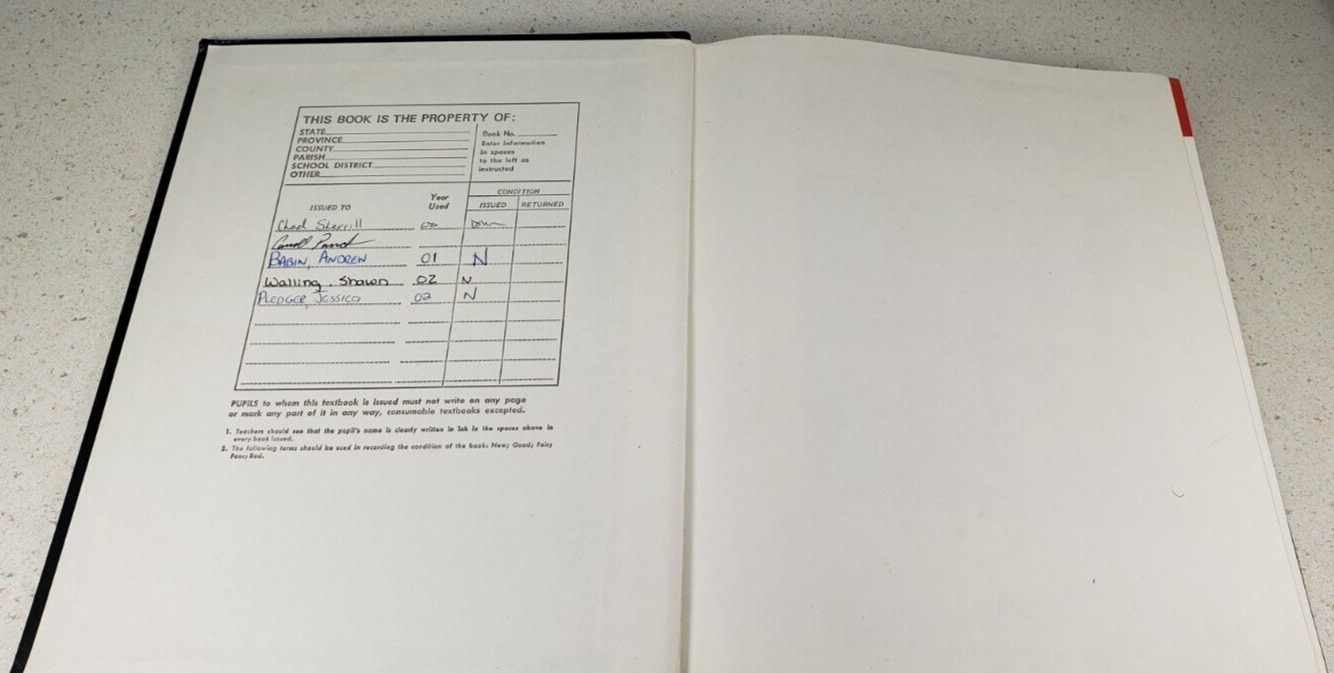 THIS BOOK IS THE PROPERTY OF:
STATE
PROVINCE
COUNTY
PARISH
SCHOOL DISTRICT
OTHER
Book No.
Enter information
in spaces
to the left as
instructed
CONDITION
ISSUED TO
Year
Used
ISSUED
RETURNED
Chad Sherrill 00
BABIN, ANDREW 01 N
Walling, Shawn 02 N
PLEDGER, JESSICA 02 N
PUPILS to whom this textbook is issued must not write on any page
or mark any part of it in any way, consumable textbooks excepted.
1. Teachers should see that the pupil's name is clearly written in ink in the spaces above in
every book issued.
2. The following terms should be used in recording the condition of the book: New; Good; Fair;
Poor; Bad.